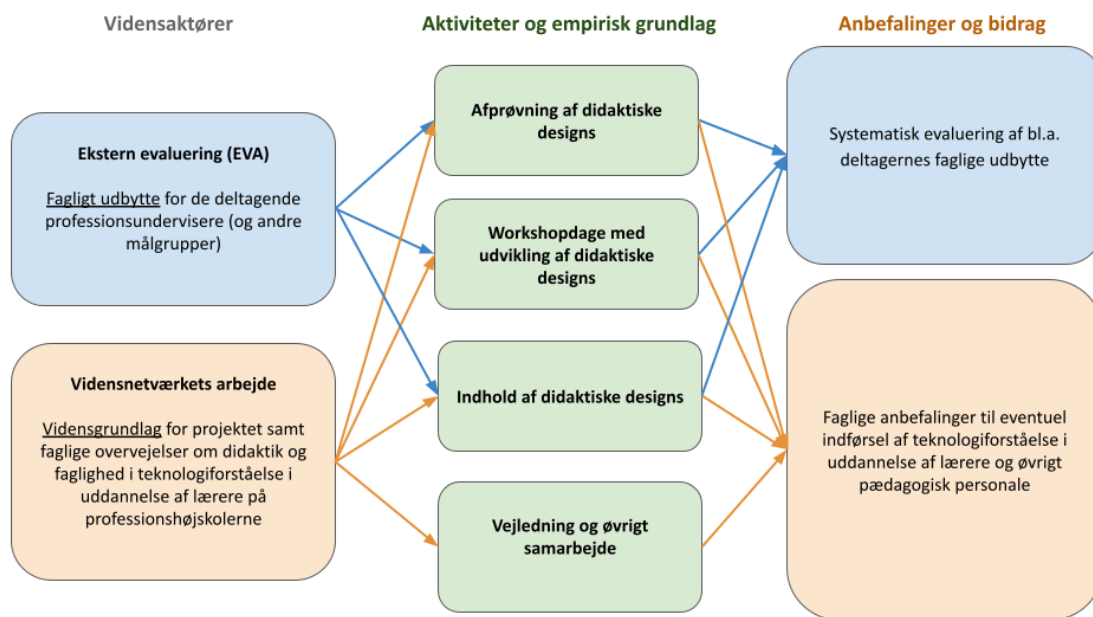 Vidensaktører
Aktiviteter og empirisk grundlag
Anbefalinger og bidrag
Ekstern evaluering (EVA)
Fagligt udbytte for de deltagende
professionsundervisere (og andre
målgrupper)
Vidensnetværkets arbejde
Vidensgrundlag for projektet samt
faglige overvejelser om didaktik og
faglighed i teknologiforståelse i
uddannelse af lærere på
professionshøjskolerne
Afprøvning af didaktiske
designs
Workshopdage med
udvikling af didaktiske
designs
Indhold af didaktiske designs
Vejledning og øvrigt
samarbejde
Systematisk evaluering af bl.a.
deltagernes faglige udbytte
Faglige anbefalinger til eventuel
indførsel af teknologiforståelse i
uddannelse af lærere og øvrigt
pædagogisk personale